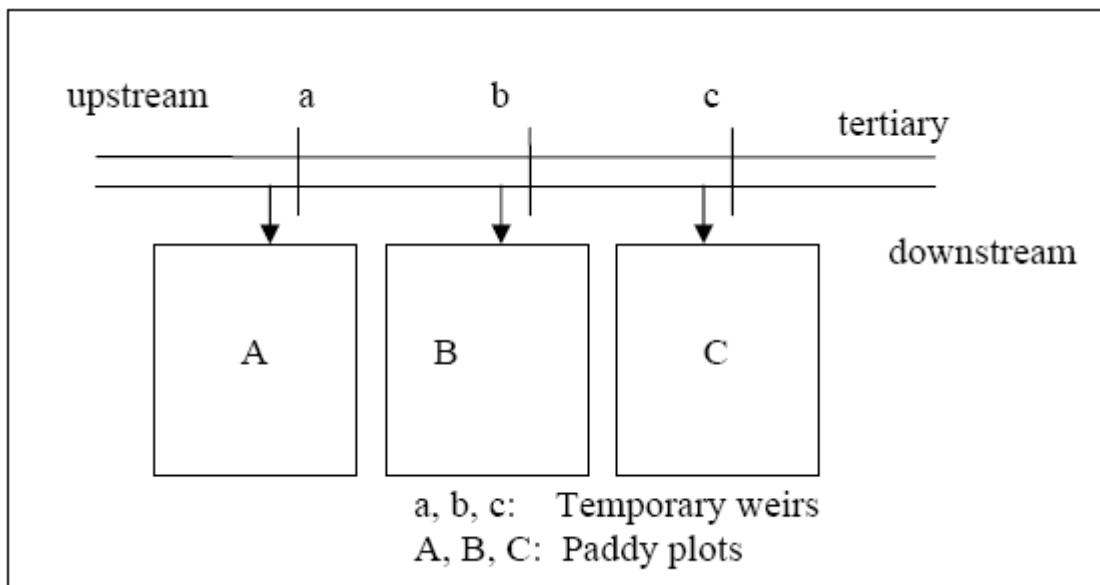 upstream a b c
tertiary
downstream
A B C
a, b, c: Temporary weirs
A, B, C: Paddy plots